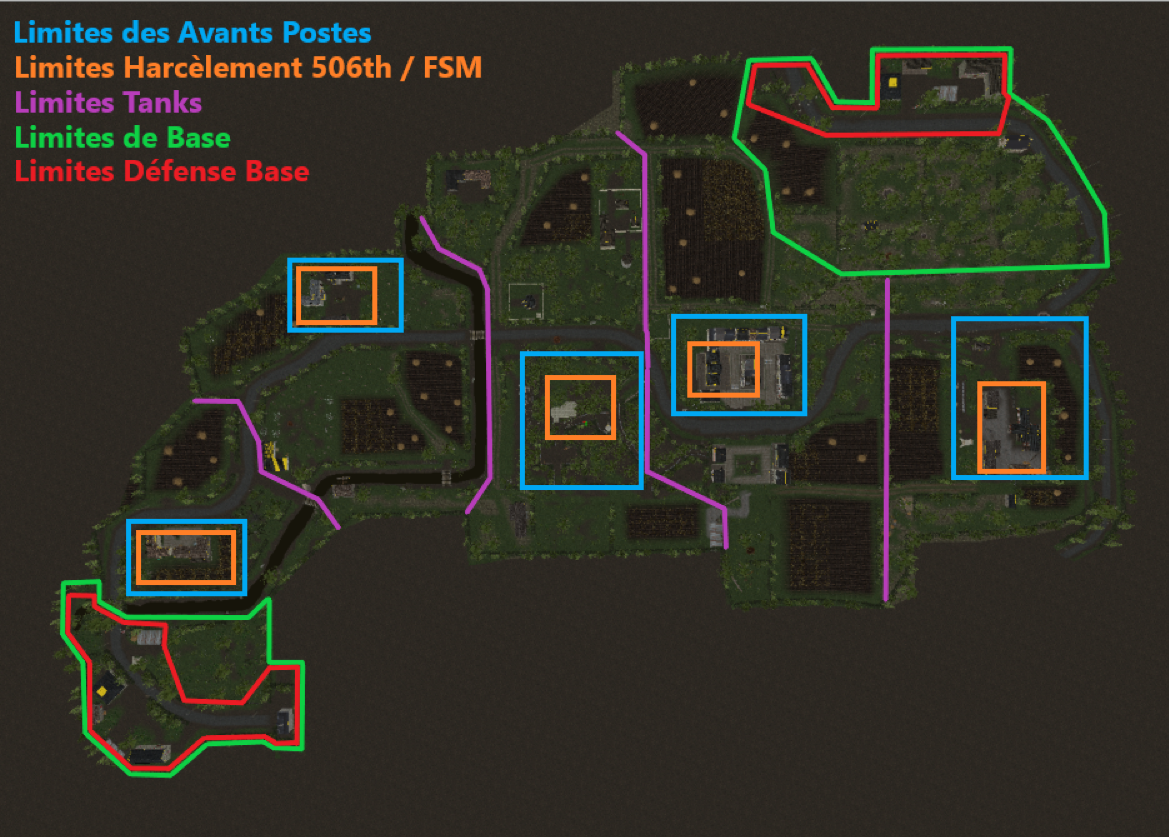 Limites des Avants Postes
Limites Harcèlement 506th / FSM
Limites Tanks
Limites de Base
Limites Défense Base